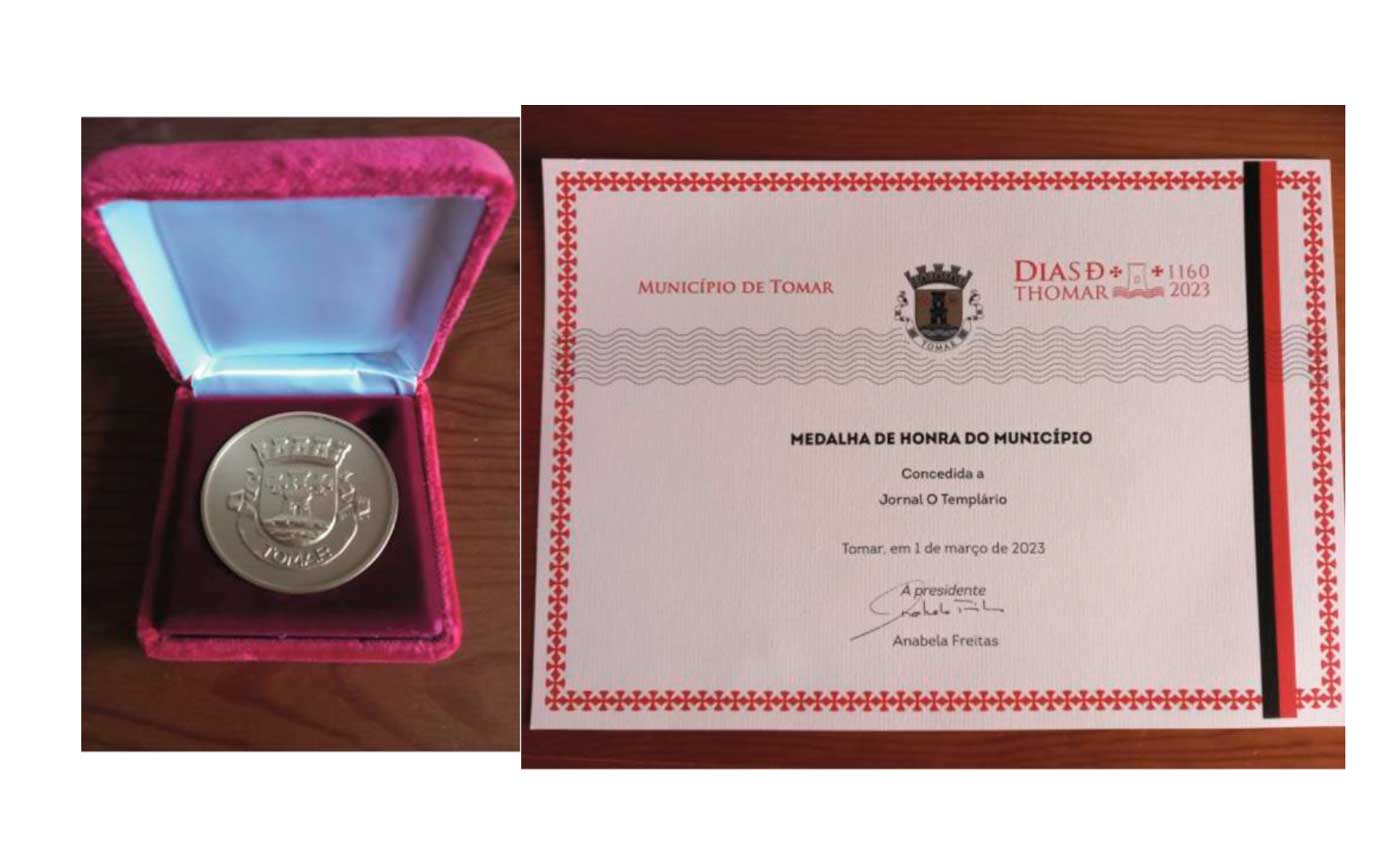 TOMAR
MUNICÍPIO DE TOMAR
TOMAR
DIAS Đ
THOMAR
1160
2023
MEDALHA DE HONRA DO MUNICÍPIO
Concedida a
Jornal O Templário
Tomar, em 1 de março de 2023
A presidente
Anabela Freitas